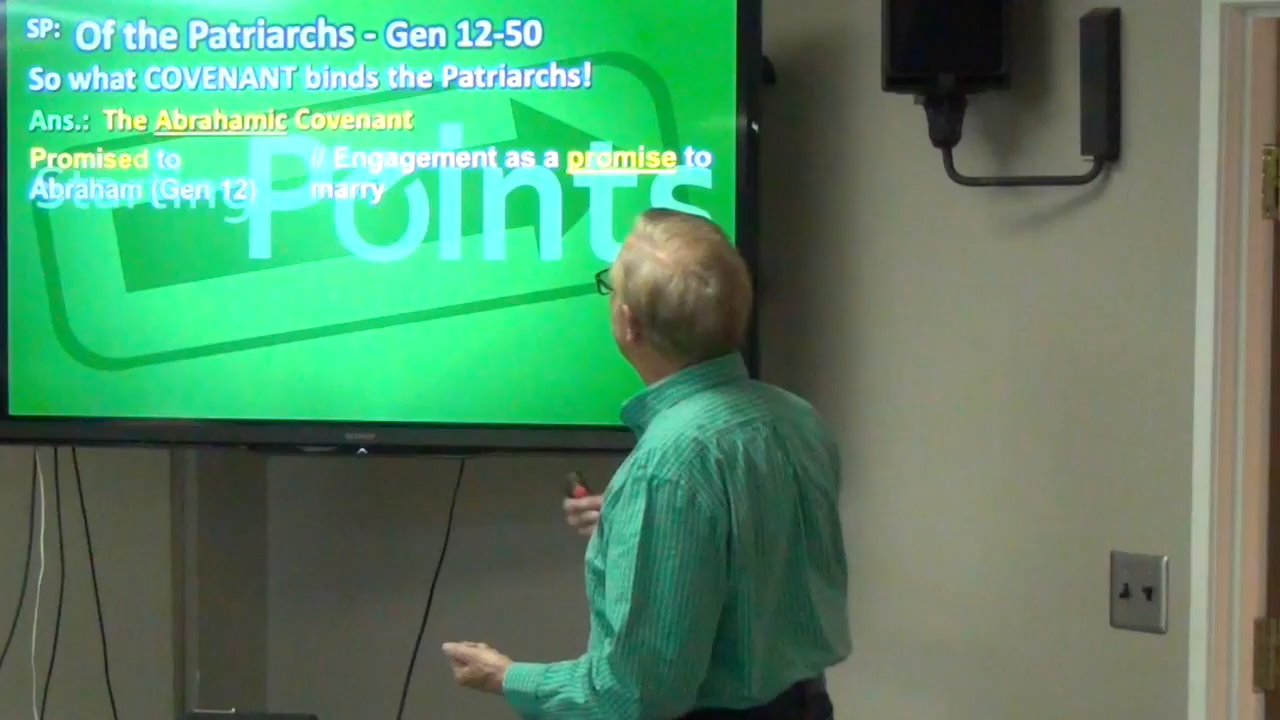 SP: Of the Patriarchs - Gen 12-50
So what COVENANT binds the Patriarchs!
Ans.: The Abrahamic Covenant
Promised to
Abraham (Gen 12)
// Engagement as a promise to
marry
Starting
Points